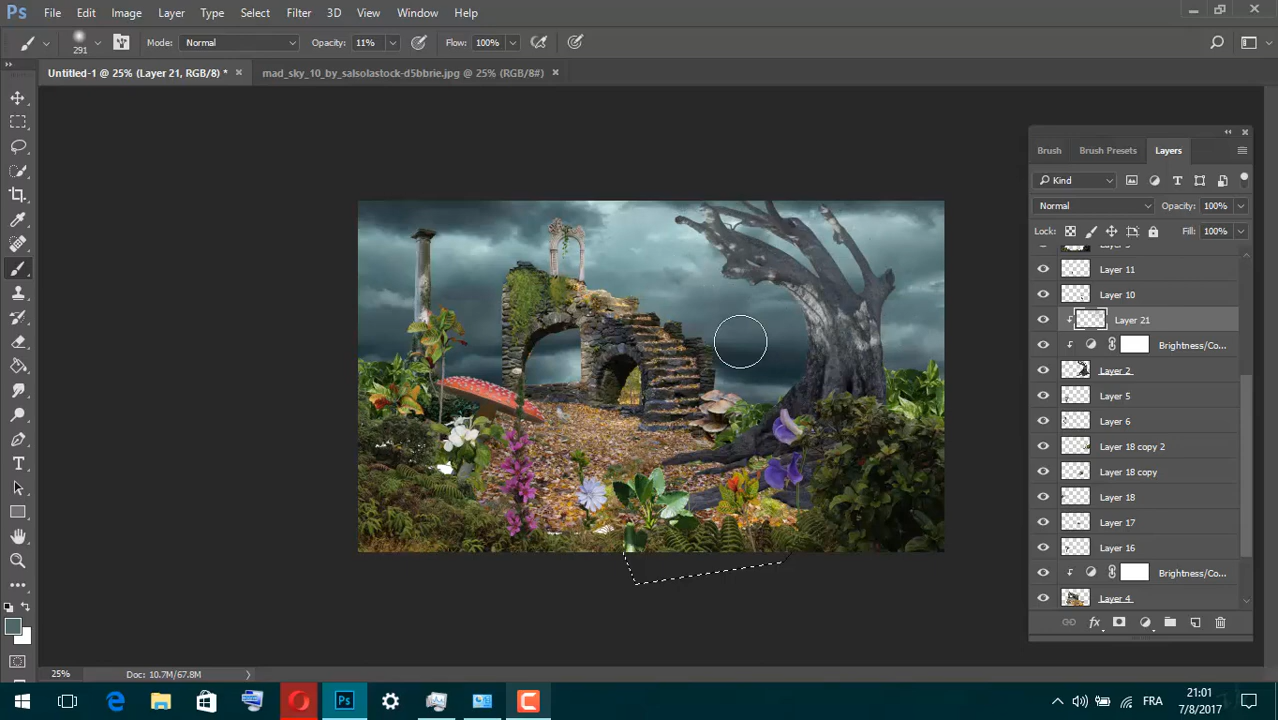 Ps File Edit Image Layer Type Select Filter 3D View Window Help
291 Mode: Normal Opacity: 11% Flow: 100%
Untitled-1 @ 25% (Layer 21, RGB/8) * × mad_sky_10_by_salsolastock-d5bbrie.jpg @ 25% (RGB/8#) ×
Brush Brush Presets Layers
Kind
Normal Opacity: 100%
Lock: Fill: 100%
Layer 11
Layer 10
Layer 21
Brightness/Co...
Layer 2
Layer 5
Layer 6
Layer 18 copy 2
Layer 18 copy
Layer 18
Layer 17
Layer 16
Brightness/Co...
Layer 4
fx
25% Doc: 10.7M/67.8M
Ps FRA 21:01
7/8/2017